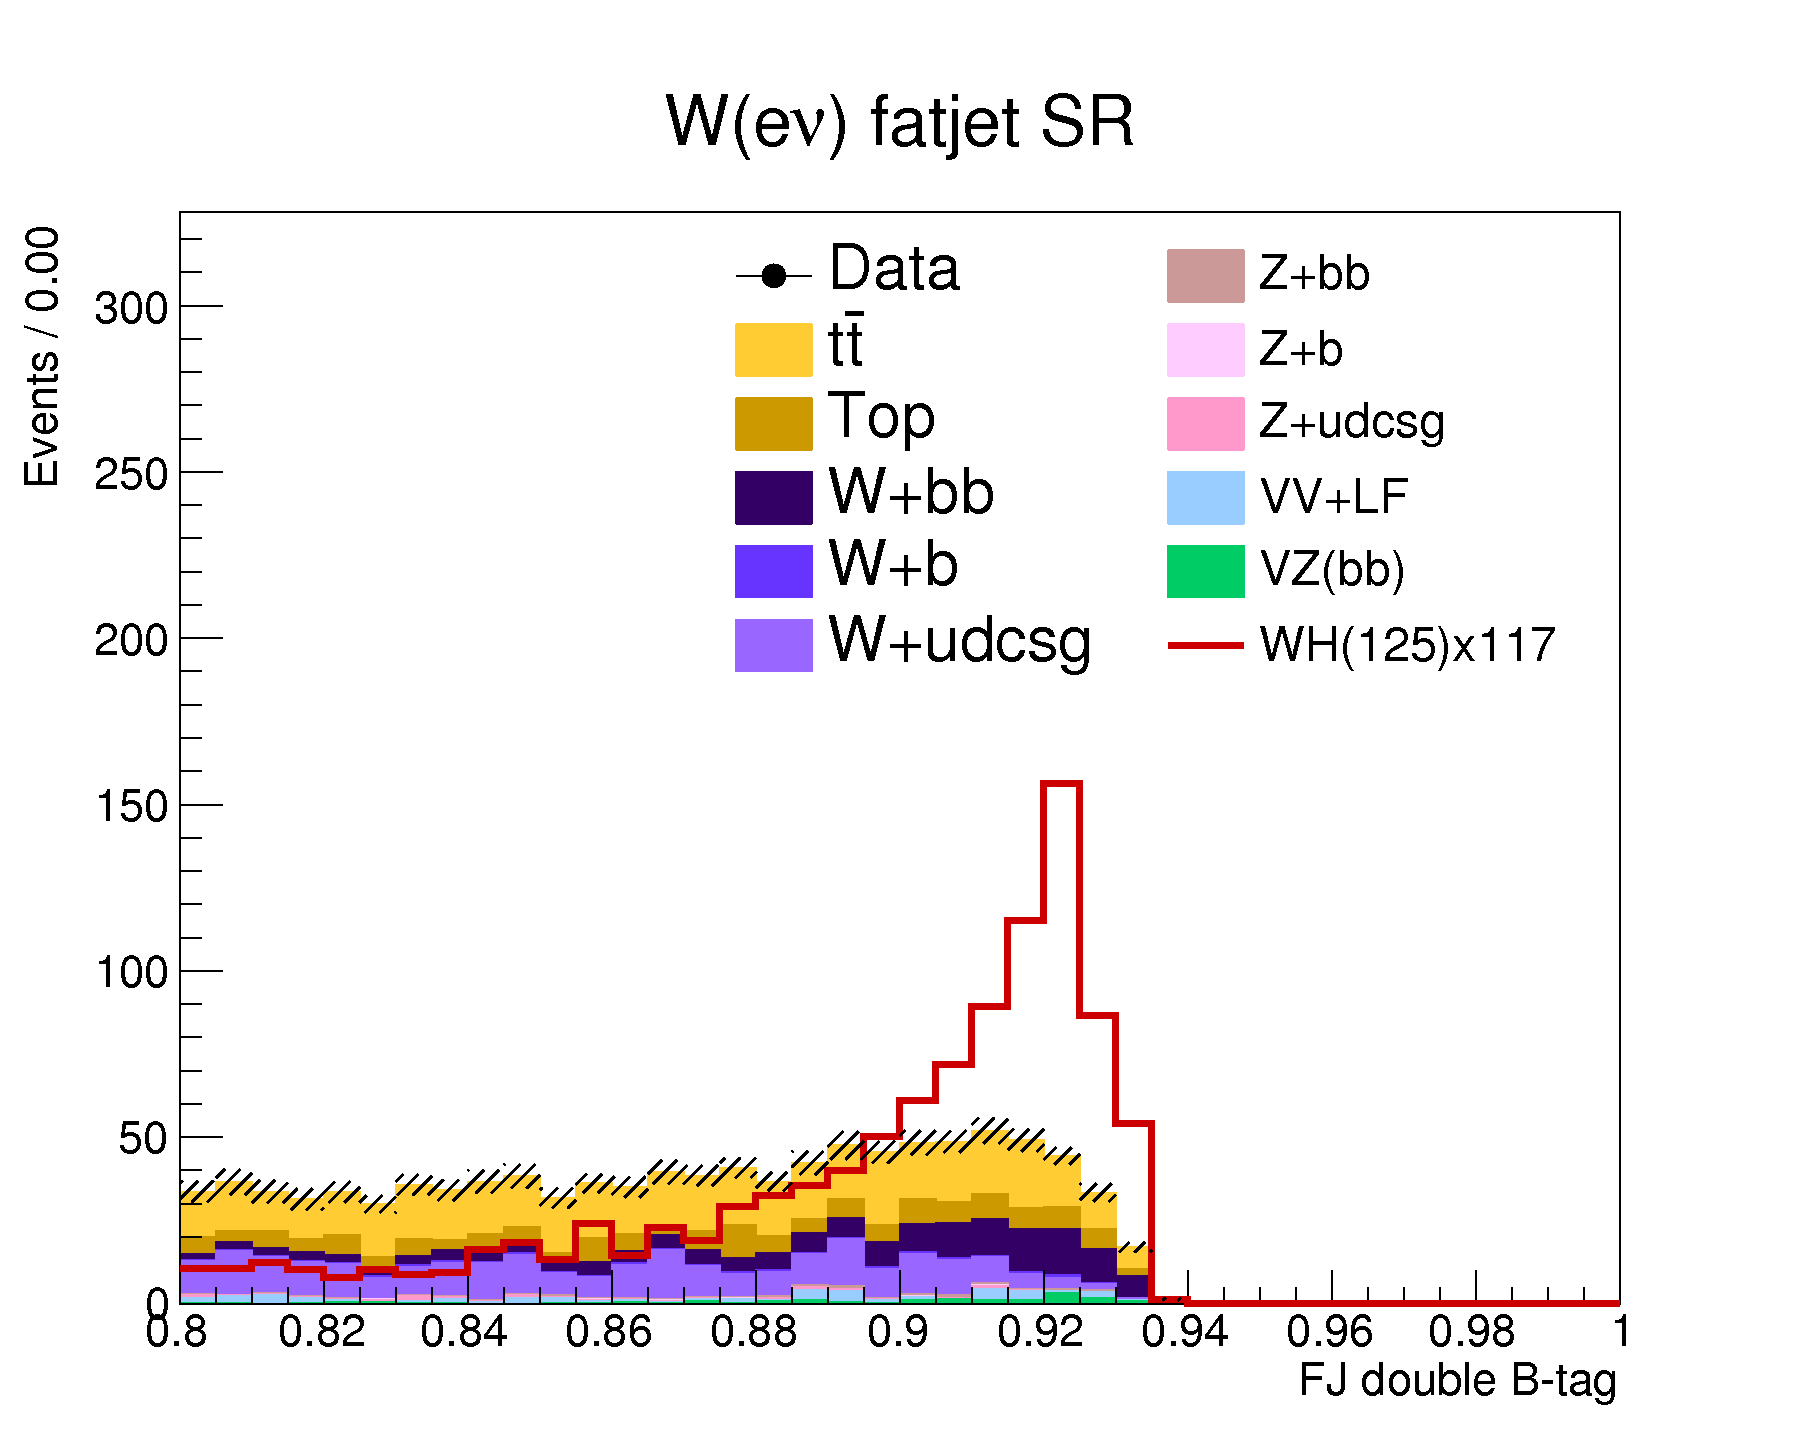 W(eν) fatjet SR
Events / 0.00
300
250
200
150
100
50
0
Data
tt̄
Top
W+bb
W+b
W+udcsg
Z+bb
Z+b
Z+udcsg
VV+LF
VZ(bb)
WH(125)x117
0.8 0.82 0.84 0.86 0.88 0.9 0.92 0.94 0.96 0.98 1
FJ double B-tag